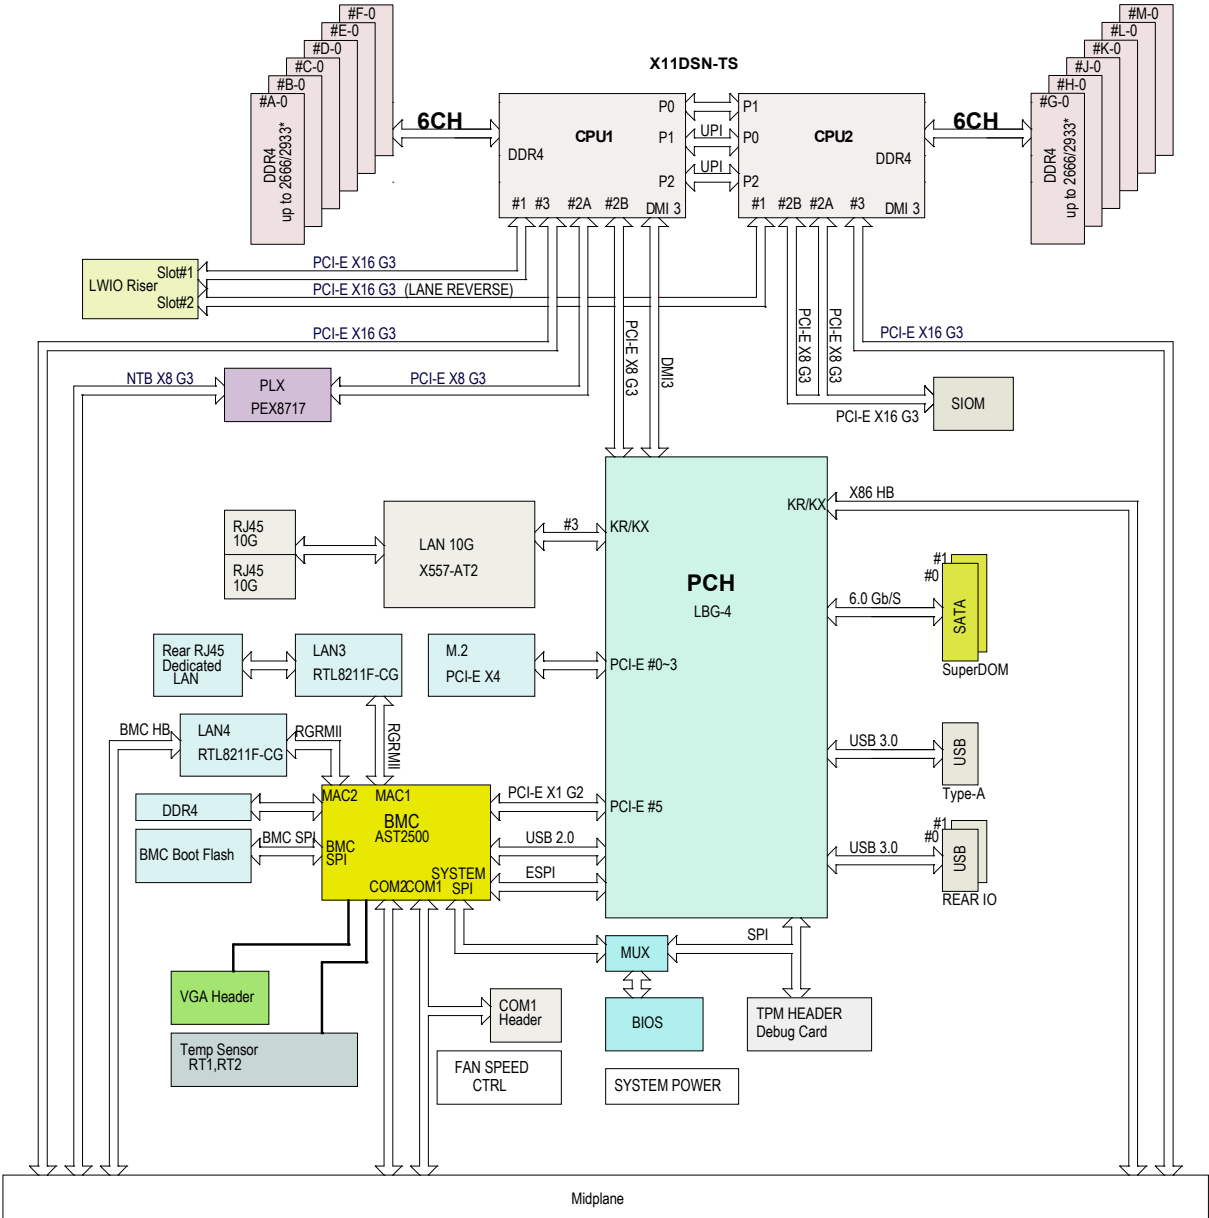 X11DSN-TS
#F-0
#E-0
#D-0
#C-0
#B-0
#A-0
DDR4
up to 2666/2933*
6CH
CPU1
DDR4
P0
P1
P2
#1
#3
#2A
#2B
DMI 3
UPI
UPI
CPU2
P1
P0
P2
DDR4
#1
#2B
#2A
#3
DMI 3
6CH
#M-0
#L-0
#K-0
#J-0
#H-0
#G-0
DDR4
up to 2666/2933*
LWIO Riser
Slot#1
Slot#2
PCI-E X16 G3
PCI-E X16 G3 (LANE REVERSE)
PCI-E X16 G3
NTB X8 G3
PLX
PEX8717
PCI-E X8 G3
PCI-E X8 G3
DMI3
PCI-E X8 G3
PCI-E X8 G3
PCI-E X16 G3
PCI-E X16 G3
SIOM
RJ45
10G
RJ45
10G
LAN 10G
X557-AT2
#3
KR/KX
PCH
LBG-4
KR/KX
X86 HB
6.0 Gb/S
#1
#0
SATA
SuperDOM
Rear RJ45
Dedicated
LAN
LAN3
RTL8211F-CG
M.2
PCI-E X4
PCI-E #0~3
BMC HB
LAN4
RTL8211F-CG
RGRMII
RGRMII
USB 3.0
USB
Type-A
DDR4
MAC2
MAC1
BMC
AST2500
PCI-E X1 G2
PCI-E #5
BMC Boot Flash
BMC SPI
BMC
SPI
USB 2.0
ESPI
SYSTEM
SPI
COM2
COM1
USB 3.0
#1
#0
USB
REAR IO
MUX
SPI
VGA Header
COM1
Header
BIOS
TPM HEADER
Debug Card
Temp Sensor
RT1,RT2
FAN SPEED
CTRL
SYSTEM POWER
Midplane